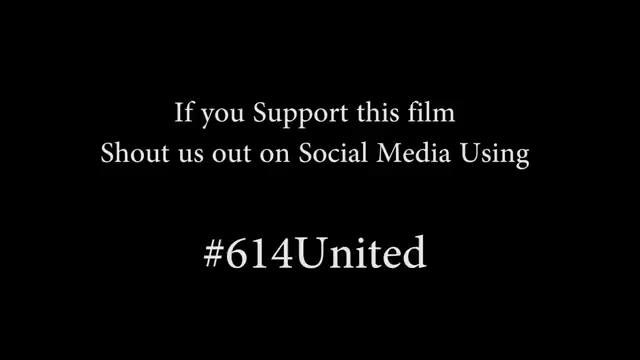 If you Support this film
Shout us out on Social Media Using
#614United